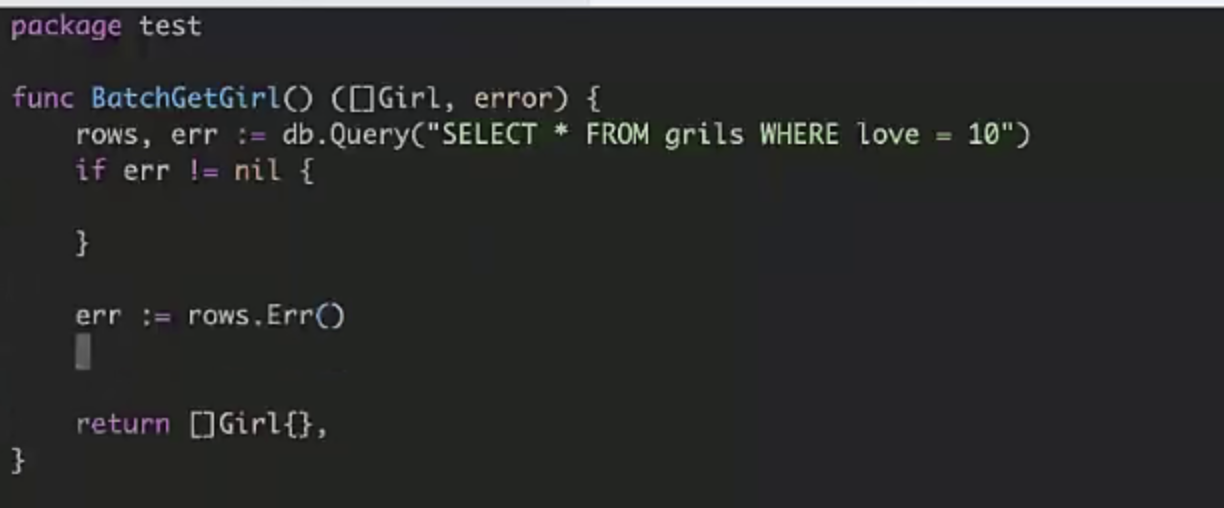 package test
func BatchGetGirl() ([]Girl, error) {
    rows, err := db.Query("SELECT * FROM grils WHERE love = 10")
    if err != nil {
    }
    err := rows.Err()
    return []Girl{},
}